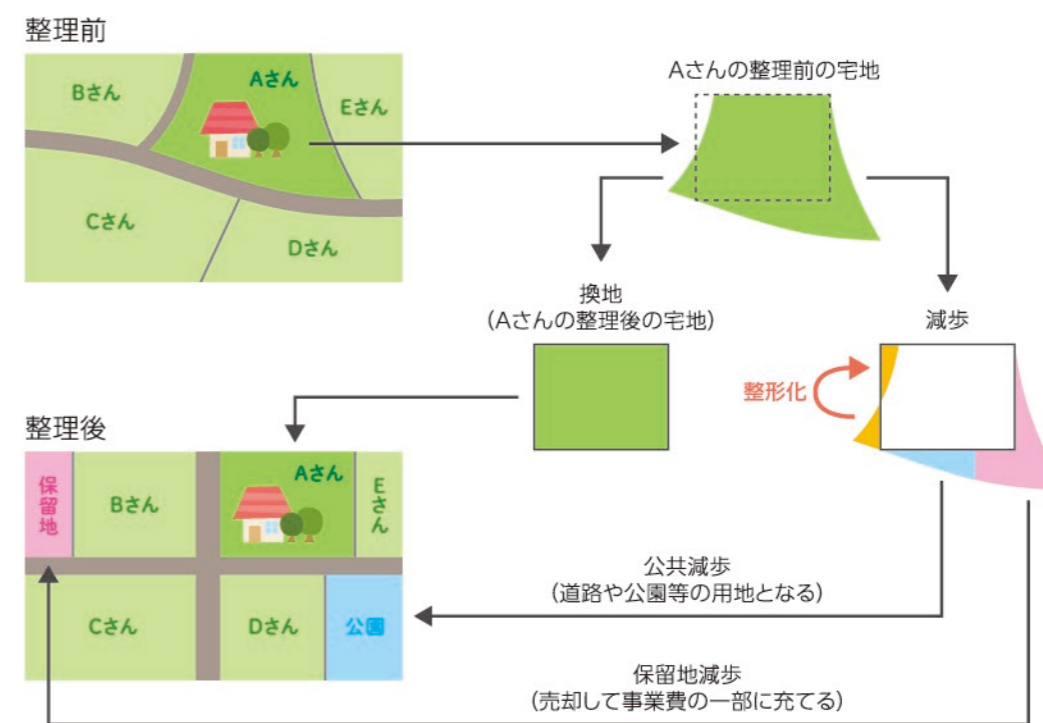 整理前
Aさん
Bさん
Eさん
Cさん
Dさん
Aさんの整理前の宅地
換地
(Aさんの整理後の宅地)
減歩
整形化
整理後
保留地
Bさん
Aさん
Eさん
Cさん
Dさん
公園
公共減歩
(道路や公園等の用地となる)
保留地減歩
(売却して事業費の一部に充てる)